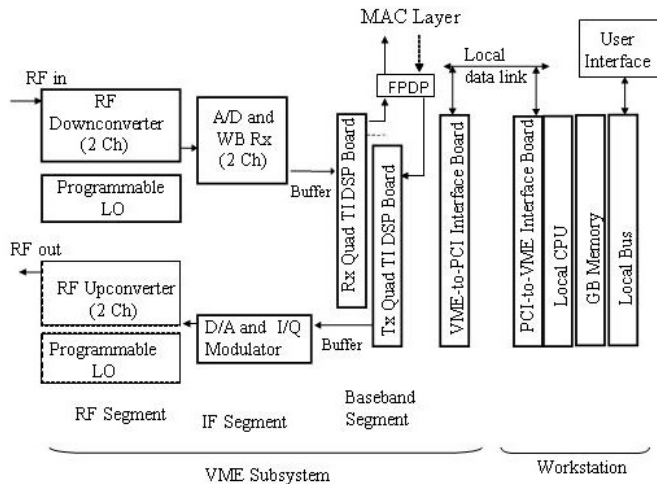 MAC Layer
RF in
RF
Downconverter
(2 Ch)
Programmable
LO
A/D and
WB Rx
(2 Ch)
Buffer
Rx Quad TI DSP Board
Tx Quad TI DSP Board
FPDP
Local
data link
VME-to-PCI Interface Board
PCI-to-VME Interface Board
Local CPU
GB Memory
Local Bus
User
Interface
RF out
RF Upconverter
(2 Ch)
Programmable
LO
D/A and I/Q
Modulator
Buffer
RF Segment
IF Segment
Baseband
Segment
VME Subsystem
Workstation